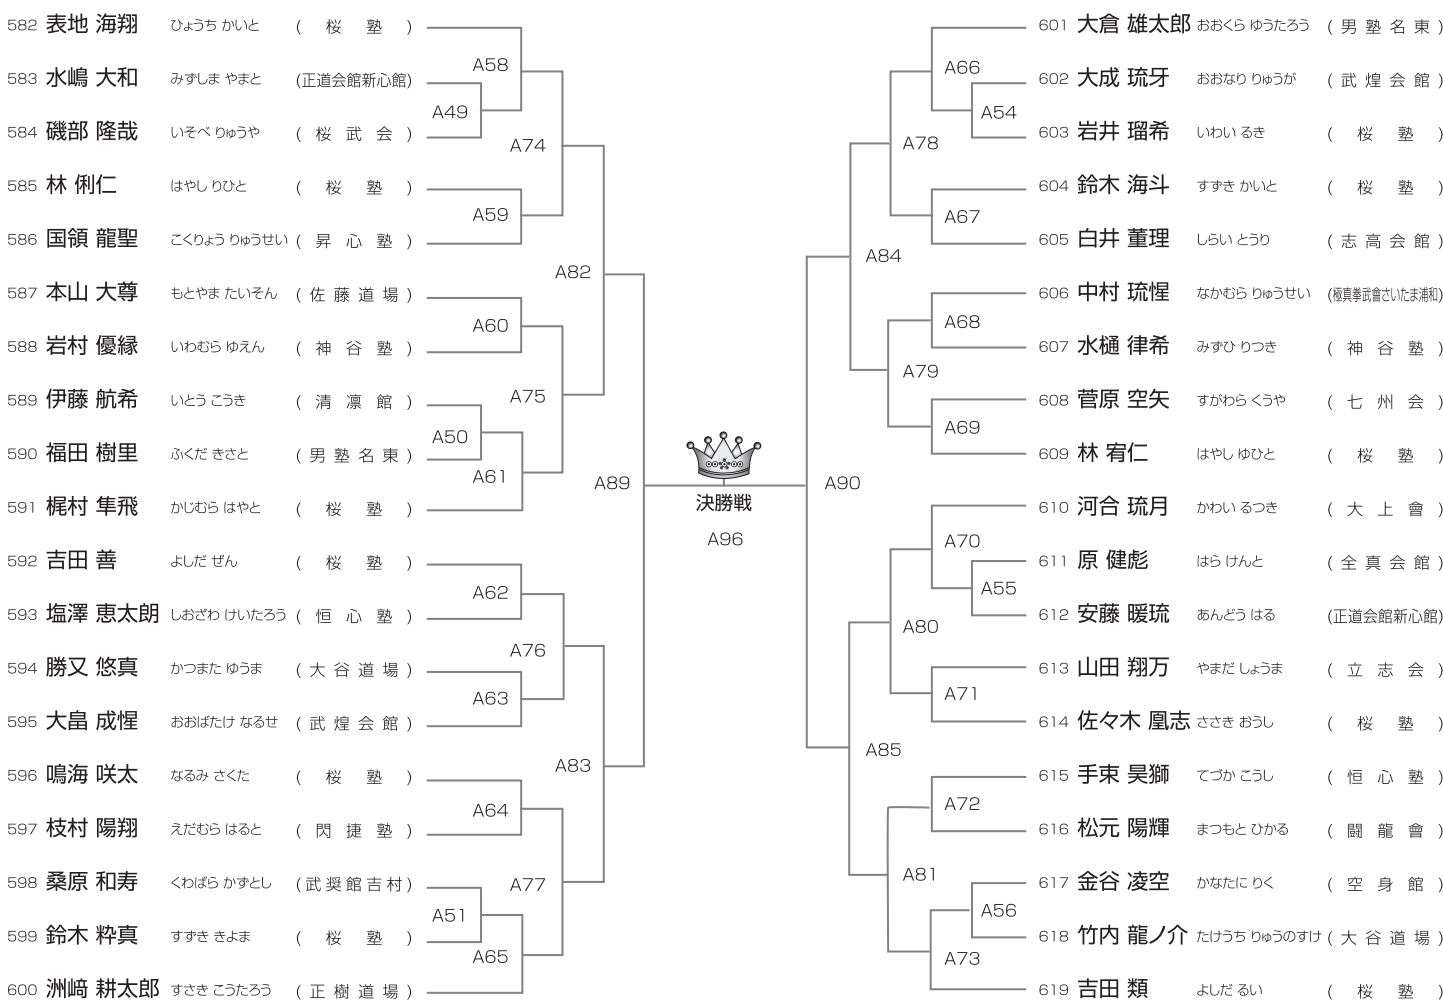 582 表地 海翔 ひょうち かいと ( 桜 塾 )
583 水嶋 大和 みずしま やまと (正道会館新心館)
584 磯部 隆哉 いそべ りゅうや ( 桜 武 会 )
585 林 俐仁 はやし りひと ( 桜 塾 )
586 国領 龍聖 こくりょう りゅうせい ( 昇 心 塾 )
587 本山 大尊 もとやま たいそん ( 佐 藤 道 場 )
588 岩村 優縁 いわむら ゆえん ( 神 谷 塾 )
589 伊藤 航希 いとう こうき ( 清 凛 館 )
590 福田 樹里 ふくだ きさと ( 男 塾 名 東 )
591 梶村 隼飛 かじむら はやと ( 桜 塾 )
592 吉田 善 よしだ ぜん ( 桜 塾 )
593 塩澤 恵太朗 しおざわ けいたろう ( 恒 心 塾 )
594 勝又 悠真 かつまた ゆうま ( 大 谷 道 場 )
595 大畠 成惺 おおばたけ なるせ ( 武 煌 会 館 )
596 鳴海 咲太 なるみ さくた ( 桜 塾 )
597 枝村 陽翔 えだむら はると ( 閃 捷 塾 )
598 桑原 和寿 くわばら かずとし ( 武 奨 館 吉 村 )
599 鈴木 粋真 すずき きよま ( 桜 塾 )
600 洲﨑 耕太郎 すさき こうたろう ( 正 樹 道 場 )
A58
A49
A74
A59
A82
A60
A75
A50
A61
A89
A62
A76
A63
A83
A64
A77
A51
A65
決勝戦
A96
A90
A66
A54
A78
A67
A84
A68
A79
A69
A70
A55
A80
A71
A85
A72
A81
A56
A73
601 大倉 雄太郎 おおくら ゆうたろう ( 男 塾 名 東 )
602 大成 琉牙 おおなり りゅうが ( 武 煌 会 館 )
603 岩井 瑠希 いわい るき ( 桜 塾 )
604 鈴木 海斗 すずき かいと ( 桜 塾 )
605 白井 董理 しらい とうり ( 志 高 会 館 )
606 中村 琉惺 なかむら りゅうせい (極真拳武會さいたま浦和)
607 水樋 律希 みずひ りつき ( 神 谷 塾 )
608 菅原 空矢 すがわら くうや ( 七 州 会 )
609 林 宥仁 はやし ゆひと ( 桜 塾 )
610 河合 琉月 かわい るつき ( 大 上 會 )
611 原 健彪 はら けんと ( 全 真 会 館 )
612 安藤 暖琉 あんどう はる (正道会館新心館)
613 山田 翔万 やまだ しょうま ( 立 志 会 )
614 佐々木 凰志 ささき おうし ( 桜 塾 )
615 手束 昊獅 てづか こうし ( 恒 心 塾 )
616 松元 陽輝 まつもと ひかる ( 闘 龍 會 )
617 金谷 凌空 かなたに りく ( 空 身 館 )
618 竹内 龍ノ介 たけうち りゅうのすけ ( 大 谷 道 場 )
619 吉田 類 よしだ るい ( 桜 塾 )